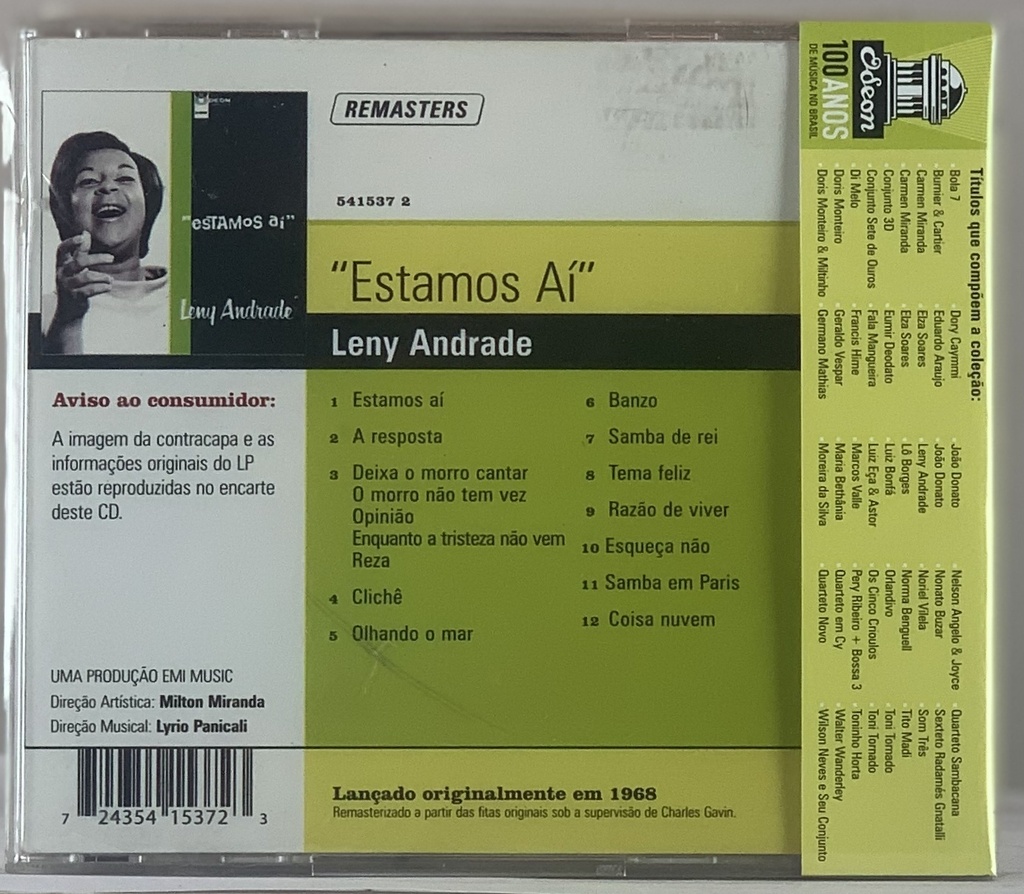 ODEON
"esTAMOS aí"
Leny Andrade
REMASTERS
541537 2
"Estamos Aí"
Leny Andrade
Aviso ao consumidor:
A imagem da contracapa e as
informações originais do LP
estão reproduzidas no encarte
deste CD.
1 Estamos aí
2 A resposta
3 Deixa o morro cantar
O morro não tem vez
Opinião
Enquanto a tristeza não vem
Reza
4 Clichê
5 Olhando o mar
6 Banzo
7 Samba de rei
8 Tema feliz
9 Razão de viver
10 Esqueça não
11 Samba em Paris
12 Coisa nuvem
UMA PRODUÇÃO EMI MUSIC
Direção Artística: Milton Miranda
Direção Musical: Lyrio Panicali
7 24354 15372 3
Lançado originalmente em 1968
Remasterizado a partir das fitas originais sob a supervisão de Charles Gavin.
Odeon
100 ANOS
DE MÚSICA NO BRASIL
Títulos que compõem a coleção:
• Bola 7
• Burnier & Cartier
• Carmen Miranda
• Carmen Miranda
• Conjunto 3D
• Conjunto Sete de Ouros
• Di Melo
• Doris Monteiro
• Doris Monteiro & Miltinho
• Dory Caymmi
• Eduardo Araujo
• Elza Soares
• Elza Soares
• Eumir Deodato
• Fala Mangueira
• Francis Hime
• Geraldo Vespar
• Germano Mathias
• João Donato
• João Donato
• Leny Andrade
• Lô Borges
• Luiz Bonfá
• Luiz Eça & Astor
• Marcos Valle
• Maria Bethânia
• Moreira da Silva
• Nelson Angelo & Joyce
• Nonato Buzar
• Noriel Vilela
• Norma Benguell
• Orlandivo
• Os Cinco Crioulos
• Pery Ribeiro + Bossa 3
• Quarteto em Cy
• Quarteto Novo
• Quarteto Sambacana
• Sexteto Radamés Gnatalli
• Som Três
• Tito Madi
• Toni Tornado
• Toni Tornado
• Toninho Horta
• Walter Wanderley
• Wilson Neves e Seu Conjunto